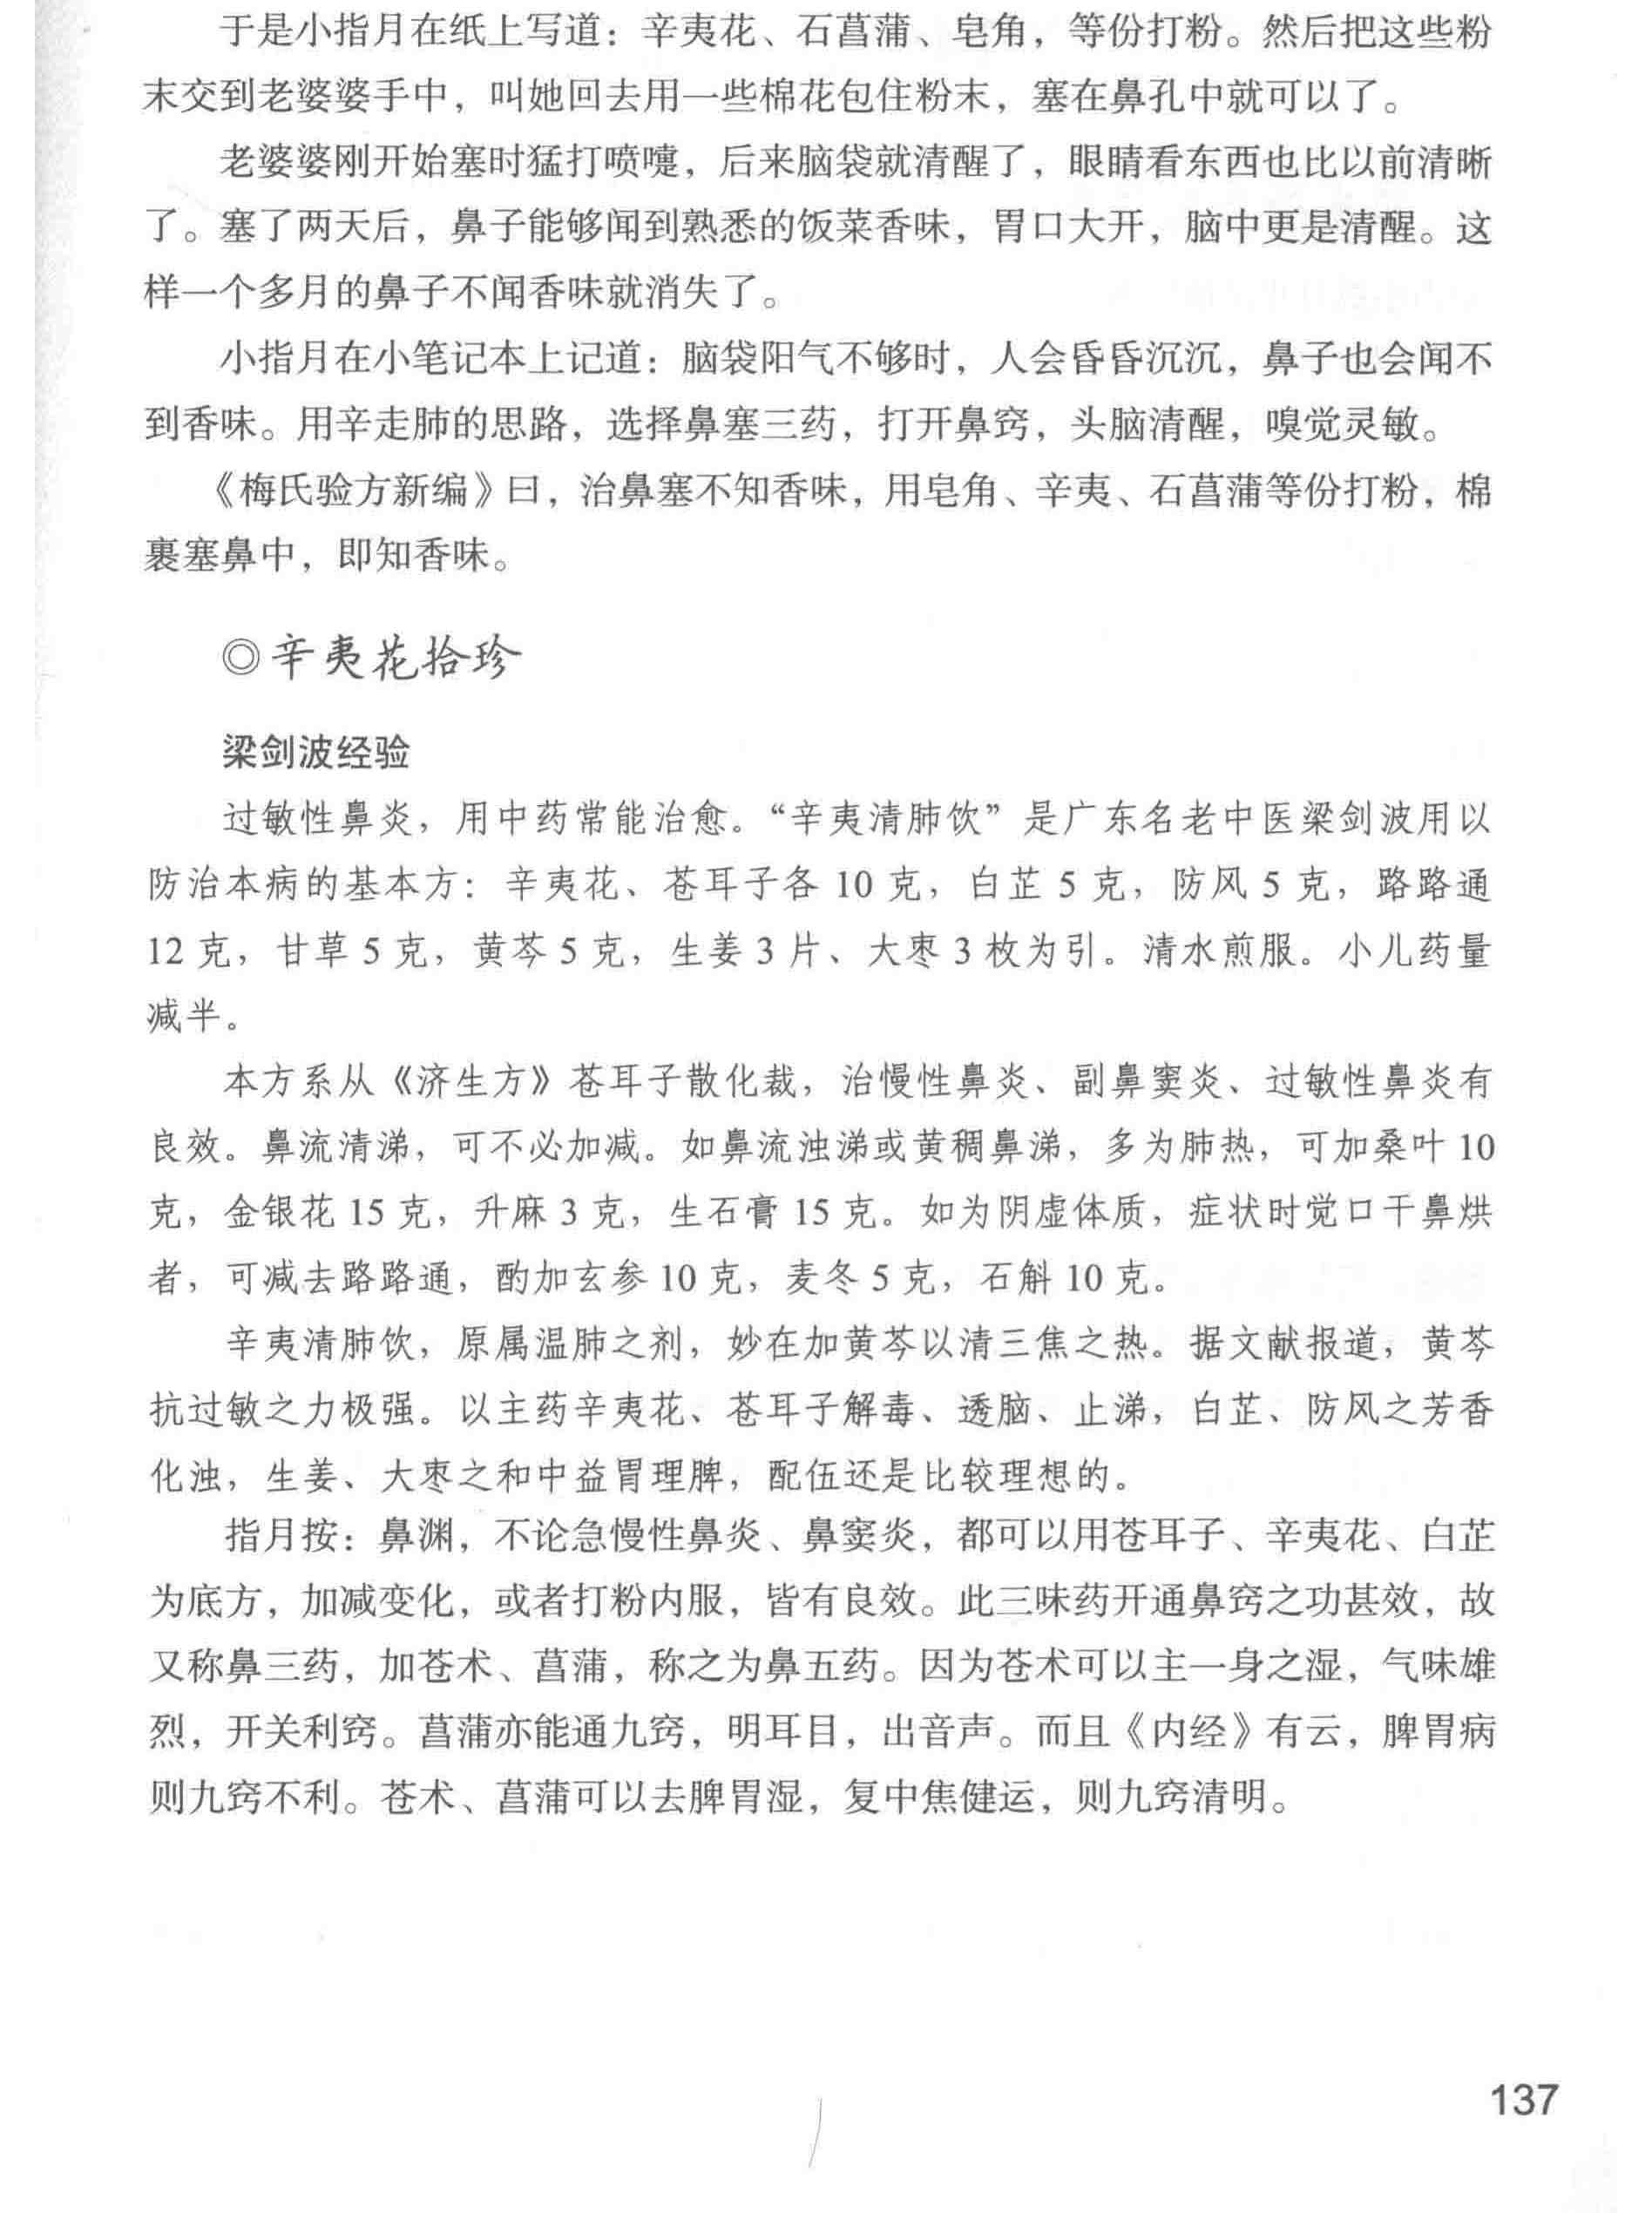 于是小指月在纸上写道：辛夷花、石菖蒲、皂角，等份打粉。然后把这些粉
末交到老婆婆手中，叫她回去用一些棉花包住粉末，塞在鼻孔中就可以了。
老婆婆刚开始塞时猛打喷嚏，后来脑袋就清醒了，眼睛看东西也比以前清晰
了。塞了两天后，鼻子能够闻到熟悉的饭菜香味，胃口大开，脑中更是清醒。这
样一个多月的鼻子不闻香味就消失了。
小指月在小笔记本上记道：脑袋阳气不够时，人会昏昏沉沉，鼻子也会闻不
到香味。用辛走肺的思路，选择鼻塞三药，打开鼻窍，头脑清醒，嗅觉灵敏。
《梅氏验方新编》曰，治鼻塞不知香味，用皂角、辛夷、石菖蒲等份打粉，棉
裹塞鼻中，即知香味。
◎辛夷花拾珍
梁剑波经验
过敏性鼻炎，用中药常能治愈。“辛夷清肺饮”是广东名老中医梁剑波用以
防治本病的基本方：辛夷花、苍耳子各 10 克，白芷 5 克，防风 5 克，路路通
12 克，甘草 5 克，黄芩 5 克，生姜 3 片、大枣 3 枚为引。清水煎服。小儿药量
减半。
本方系从《济生方》苍耳子散化裁，治慢性鼻炎、副鼻窦炎、过敏性鼻炎有
良效。鼻流清涕，可不必加减。如鼻流浊涕或黄稠鼻涕，多为肺热，可加桑叶 10
克，金银花 15 克，升麻 3 克，生石膏 15 克。如为阴虚体质，症状时觉口干鼻烘
者，可减去路路通，酌加玄参 10 克，麦冬 5 克，石斛 10 克。
辛夷清肺饮，原属温肺之剂，妙在加黄芩以清三焦之热。据文献报道，黄芩
抗过敏之力极强。以主药辛夷花、苍耳子解毒、透脑、止涕，白芷、防风之芳香
化浊，生姜、大枣之和中益胃理脾，配伍还是比较理想的。
指月按：鼻渊，不论急慢性鼻炎、鼻窦炎，都可以用苍耳子、辛夷花、白芷
为底方，加减变化，或者打粉内服，皆有良效。此三味药开通鼻窍之功甚效，故
又称鼻三药，加苍术、菖蒲，称之为鼻五药。因为苍术可以主一身之湿，气味雄
烈，开关利窍。菖蒲亦能通九窍，明耳目，出音声。而且《内经》有云，脾胃病
则九窍不利。苍术、菖蒲可以去脾胃湿，复中焦健运，则九窍清明。
137